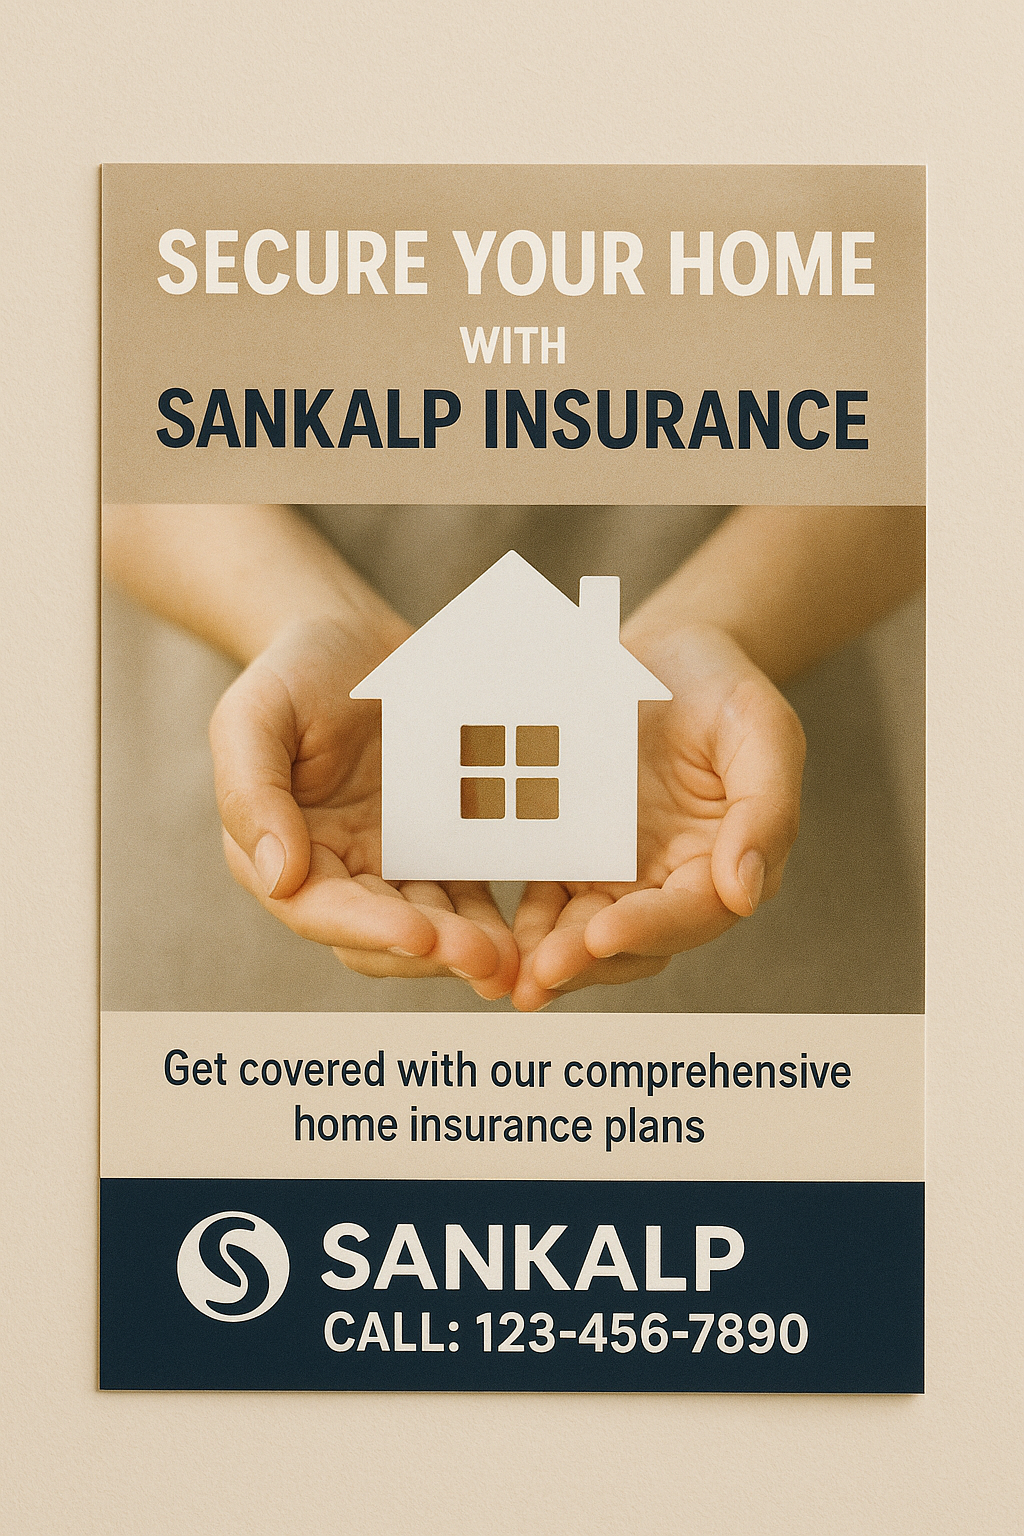 SECURE YOUR HOME
WITH
SANKALP INSURANCE
Get covered with our comprehensive
home insurance plans
SANKALP
CALL: 123-456-7890